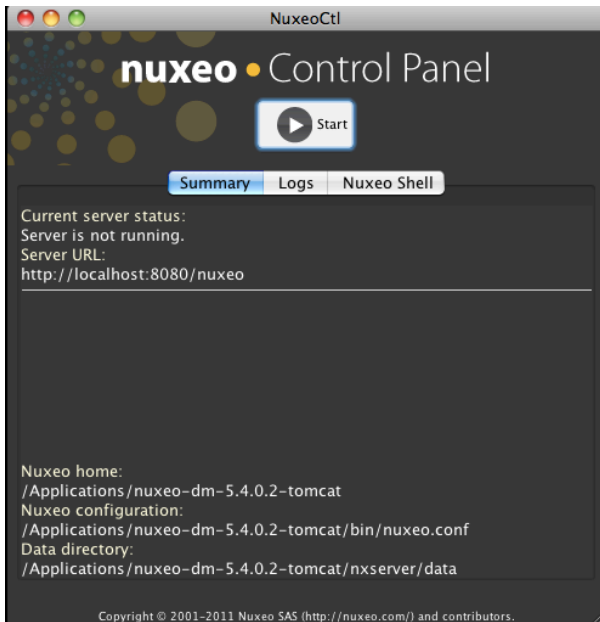 NuxeoCtl
nuxeo Control Panel
Start
Summary Logs Nuxeo Shell
Current server status:
Server is not running.
Server URL:
http://localhost:8080/nuxeo
Nuxeo home:
/Applications/nuxeo-dm-5.4.0.2-tomcat
Nuxeo configuration:
/Applications/nuxeo-dm-5.4.0.2-tomcat/bin/nuxeo.conf
Data directory:
/Applications/nuxeo-dm-5.4.0.2-tomcat/nxserver/data
Copyright © 2001-2011 Nuxeo SAS (http://nuxeo.com/) and contributors.